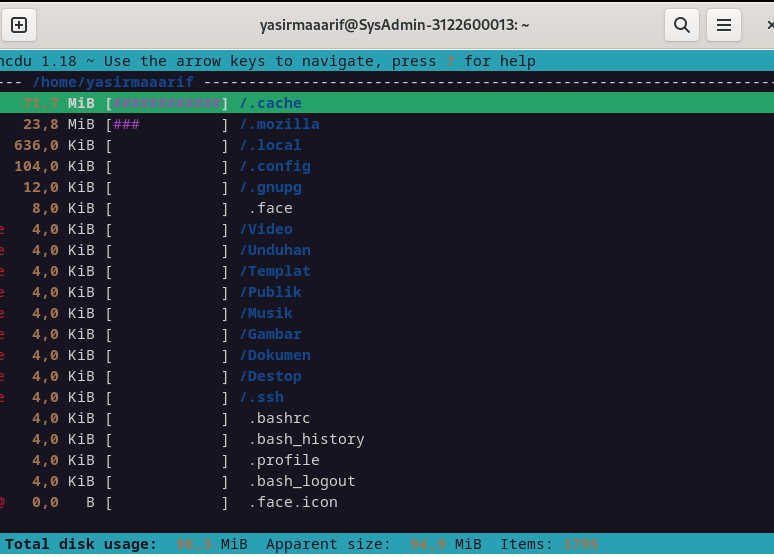 yasirmaaarif@SysAdmin-3122600013: ~
ncdu 1.18 ~ Use the arrow keys to navigate, press ? for help
--- /home/yasirmaaarif ----------------------------------------------------------------
71,7 MiB [############] /.cache
23,8 MiB [###         ] /.mozilla
636,0 KiB [            ] /.local
104,0 KiB [            ] /.config
12,0 KiB [            ] /.gnupg
8,0 KiB [            ]  .face
e 4,0 KiB [            ] /Video
e 4,0 KiB [            ] /Unduhan
e 4,0 KiB [            ] /Templat
e 4,0 KiB [            ] /Publik
e 4,0 KiB [            ] /Musik
e 4,0 KiB [            ] /Gambar
e 4,0 KiB [            ] /Dokumen
e 4,0 KiB [            ] /Destop
e 4,0 KiB [            ] /.ssh
4,0 KiB [            ]  .bashrc
4,0 KiB [            ]  .bash_history
4,0 KiB [            ]  .profile
4,0 KiB [            ]  .bash_logout
@ 0,0   B [            ]  .face.icon
Total disk usage:  96,3 MiB  Apparent size:  94,9 MiB  Items: 1795